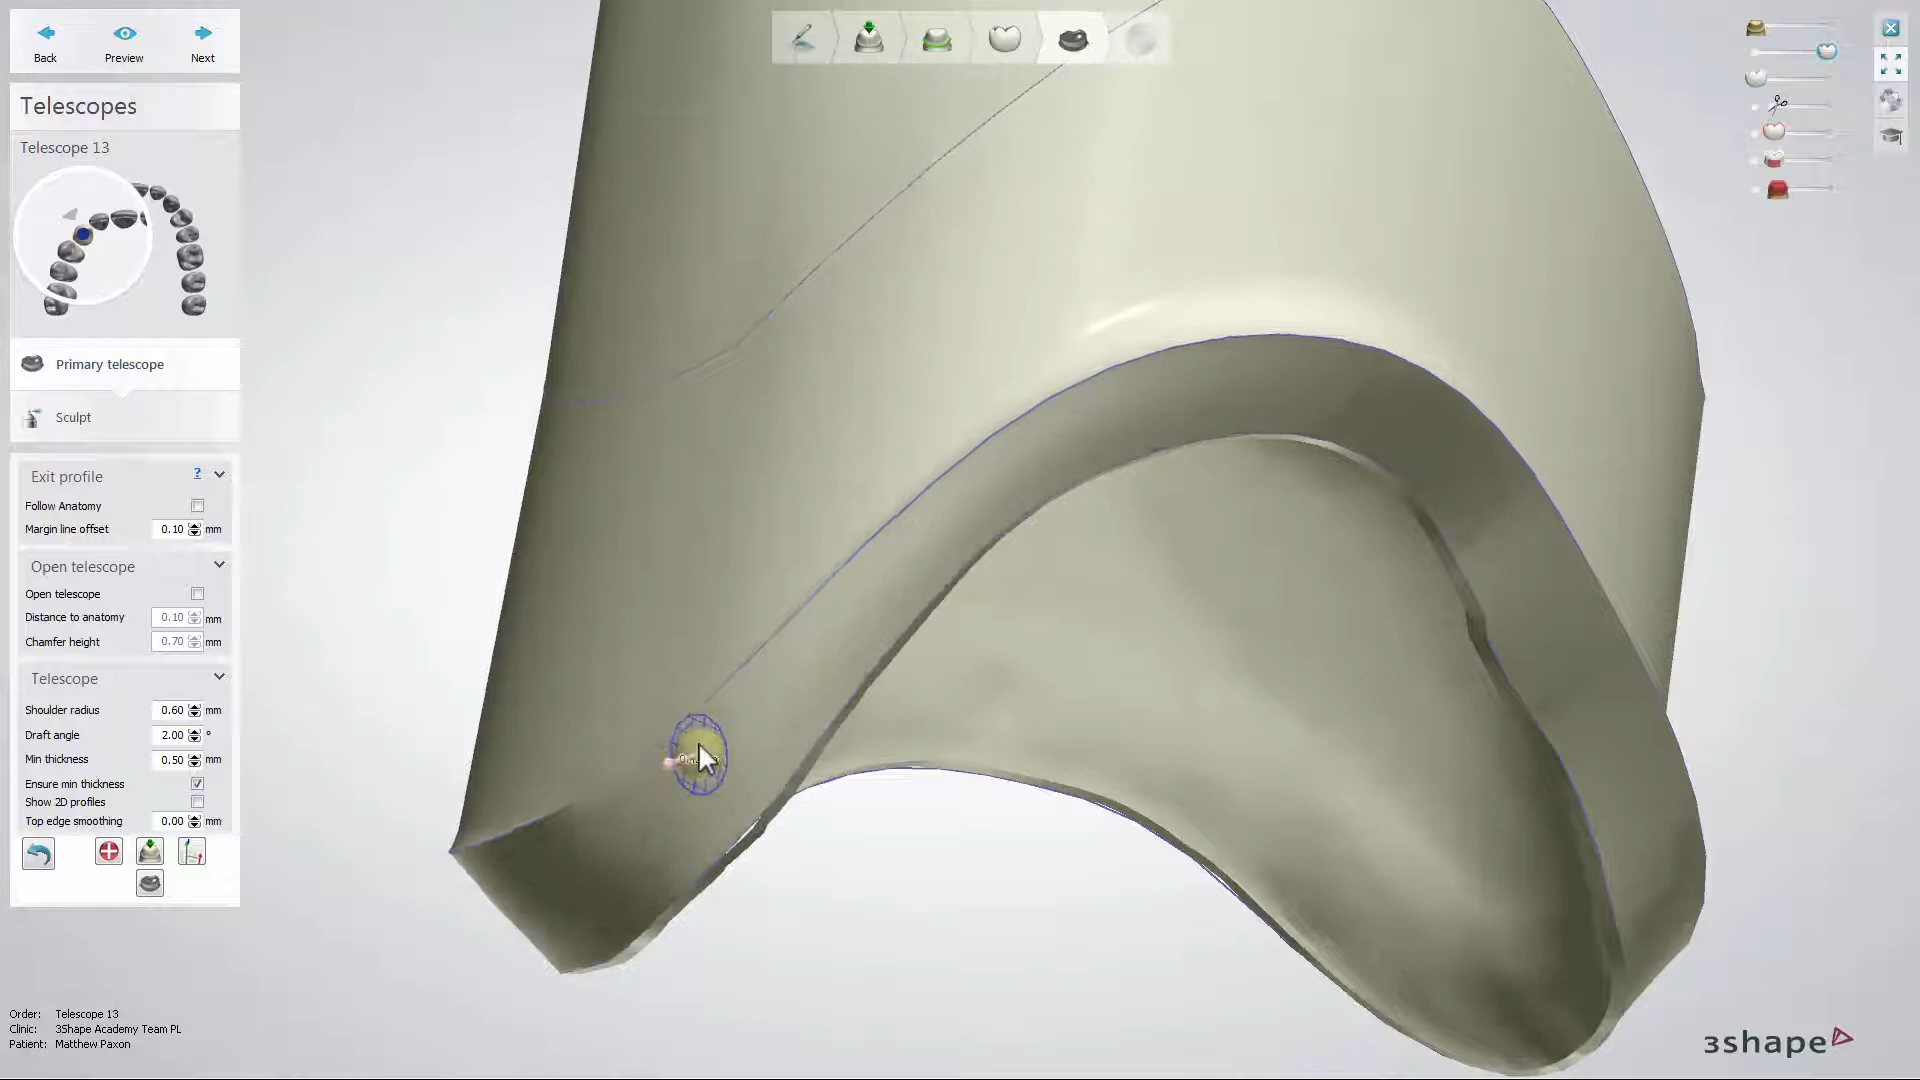 Back
Preview
Next
Telescopes
Telescope 13
Primary telescope
Sculpt
Exit profile ?
Follow Anatomy
Margin line offset 0.10 mm
Open telescope
Open telescope
Distance to anatomy 0.10 mm
Chamfer height 0.70 mm
Telescope
Shoulder radius 0.60 mm
Draft angle 2.00 °
Min thickness 0.50 mm
Ensure min thickness
Show 2D profiles
Top edge smoothing 0.00 mm
Order: Telescope 13
Clinic: 3Shape Academy Team PL
Patient: Matthew Paxon
3shape